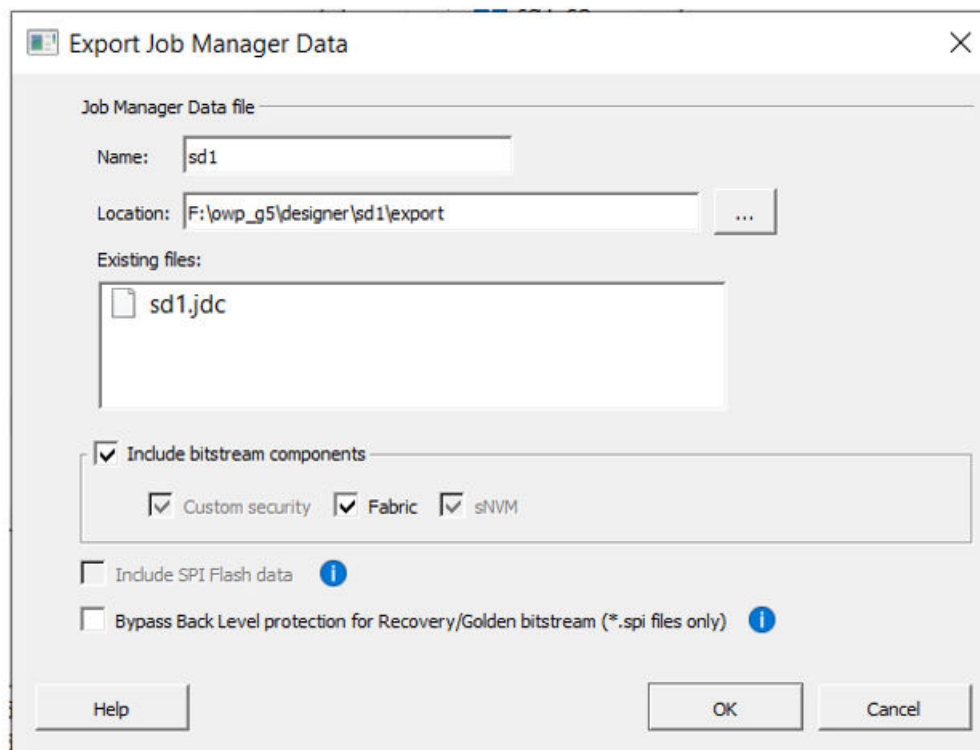 Export Job Manager Data
Job Manager Data file
Name: sd1
Location: F:\owp_g5\designer\sd1\export ...
Existing files:
sd1.jdc
Include bitstream components
Custom security Fabric sNVM
Include SPI Flash data
Bypass Back Level protection for Recovery/Golden bitstream (*.spi files only)
Help OK Cancel